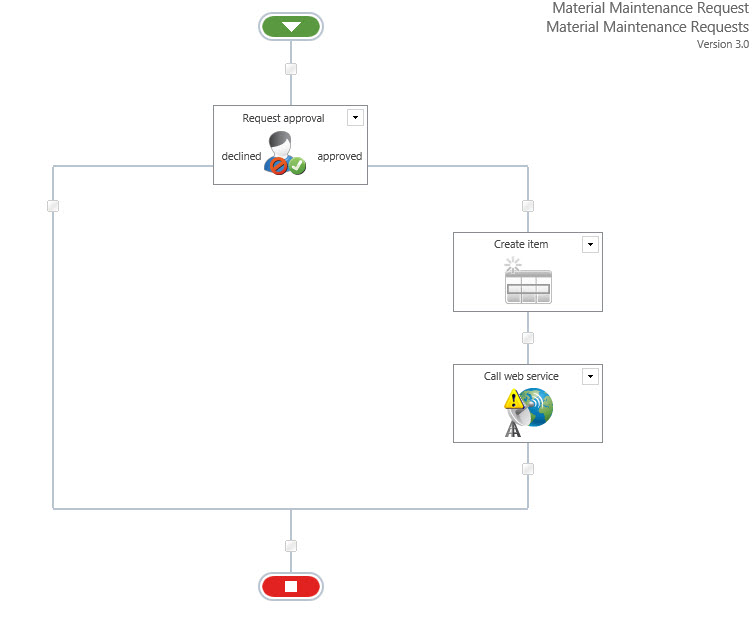 Material Maintenance Request
Material Maintenance Requests
Version 3.0
Request approval
declined
approved
Create item
Call web service